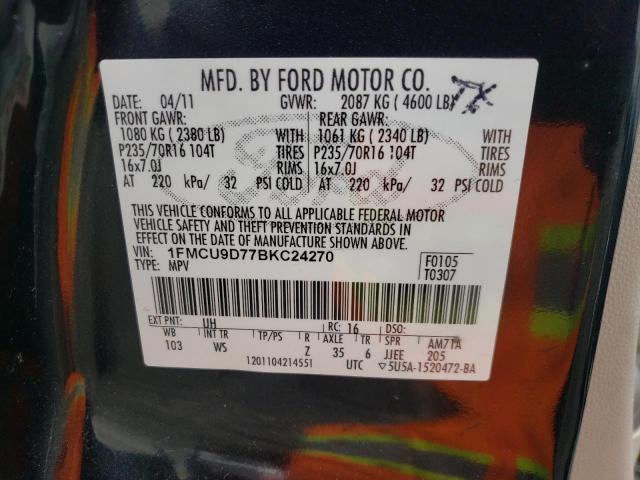 MFD. BY FORD MOTOR CO.
DATE: 04/11 GVWR: 2087 KG ( 4600 LB)
FRONT GAWR: REAR GAWR:
1080 KG ( 2380 LB) WITH 1061 KG ( 2340 LB) WITH
P235/70R16 104T TIRES P235/70R16 104T TIRES
16x7.0J RIMS 16x7.0J RIMS
AT 220 kPa/ 32 PSI COLD AT 220 kPa/ 32 PSI COLD
Ford
THIS VEHICLE CONFORMS TO ALL APPLICABLE FEDERAL MOTOR
VEHICLE SAFETY AND THEFT PREVENTION STANDARDS IN
EFFECT ON THE DATE OF MANUFACTURE SHOWN ABOVE.
VIN: 1FMCU9D77BKC24270 F0105
TYPE: MPV T0307
EXT PNT: UH RC: 16 DSO:
WB INT TR TP/PS R AXLE TR SPR AM7TA
103 WS Z 35 6 JJEE 205
1201104214551 UTC ▽5U5A-1520472-BA